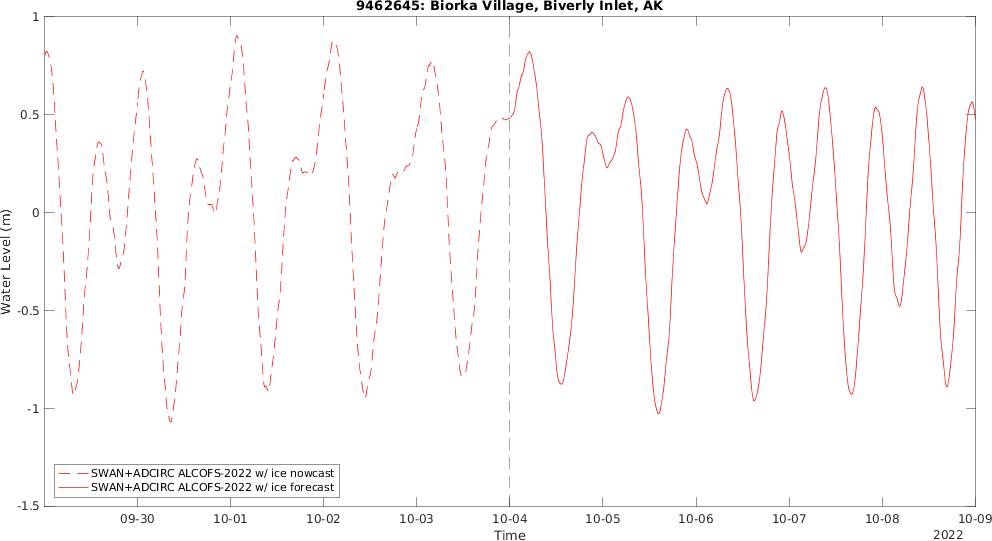 9462645: Biorka Village, Biverly Inlet, AK
Water Level (m)
1
0.5
0
-0.5
-1
-1.5
SWAN+ADCIRC ALCOFS-2022 w/ ice nowcast
SWAN+ADCIRC ALCOFS-2022 w/ ice forecast
09-30 10-01 10-02 10-03 10-04 10-05 10-06 10-07 10-08 10-09
Time
2022